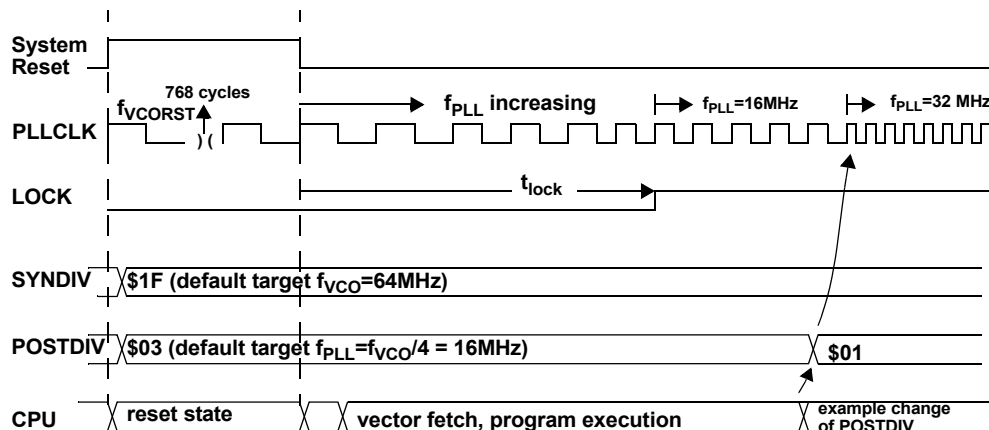 System
Reset
768 cycles
fVCORST
fPLL increasing
fPLL=16MHz
fPLL=32 MHz
PLLCLK
) (
LOCK
tlock
SYNDIV
$1F (default target fVCO=64MHz)
POSTDIV
$03 (default target fPLL=fVCO/4 = 16MHz)
$01
CPU
reset state
vector fetch, program execution
example change
of POSTDIV